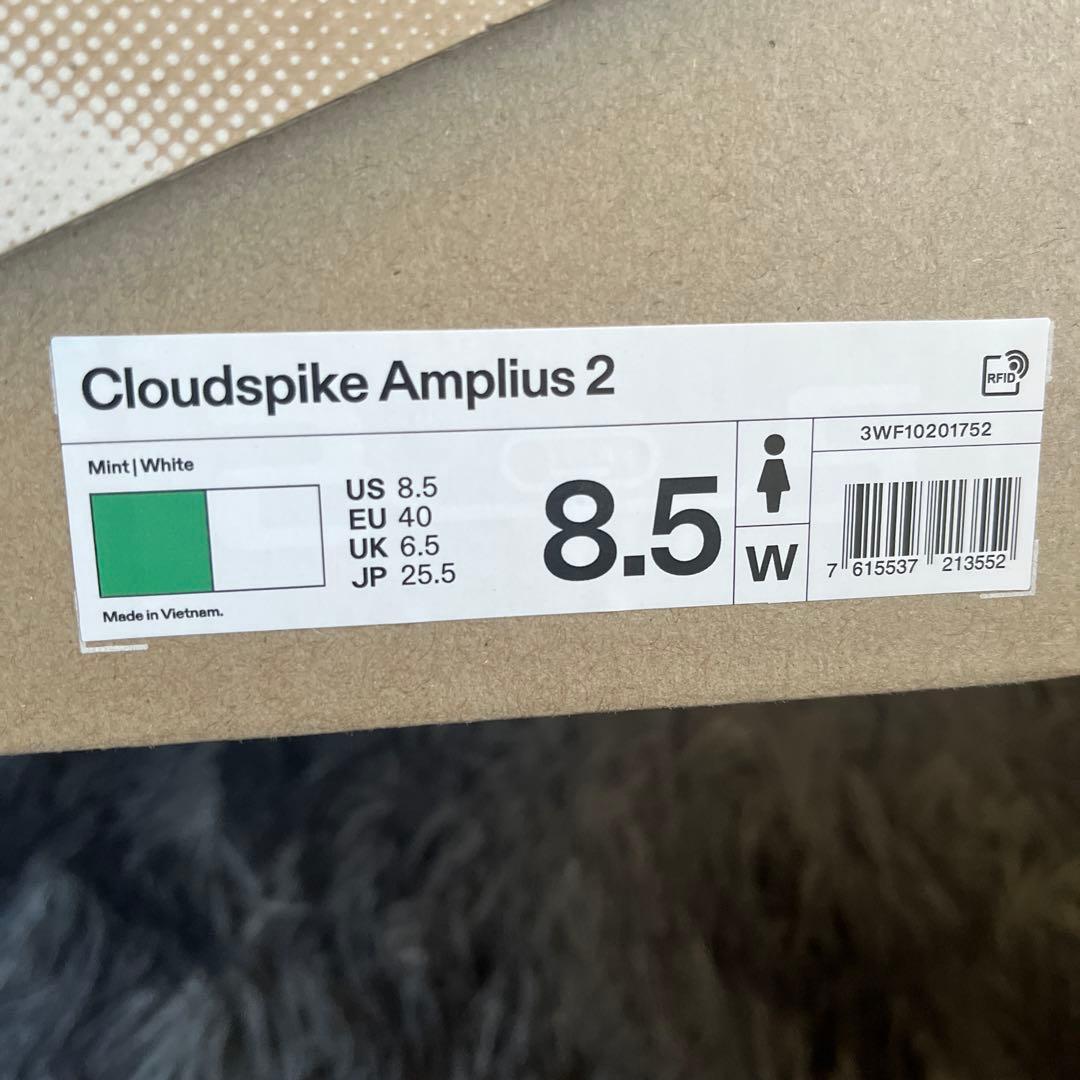 Cloudspike Amplius 2
RFID
Mint | White
US 8.5
EU 40
UK 6.5
JP 25.5
Made in Vietnam.
8.5
W
3WF10201752
7 615537 213552